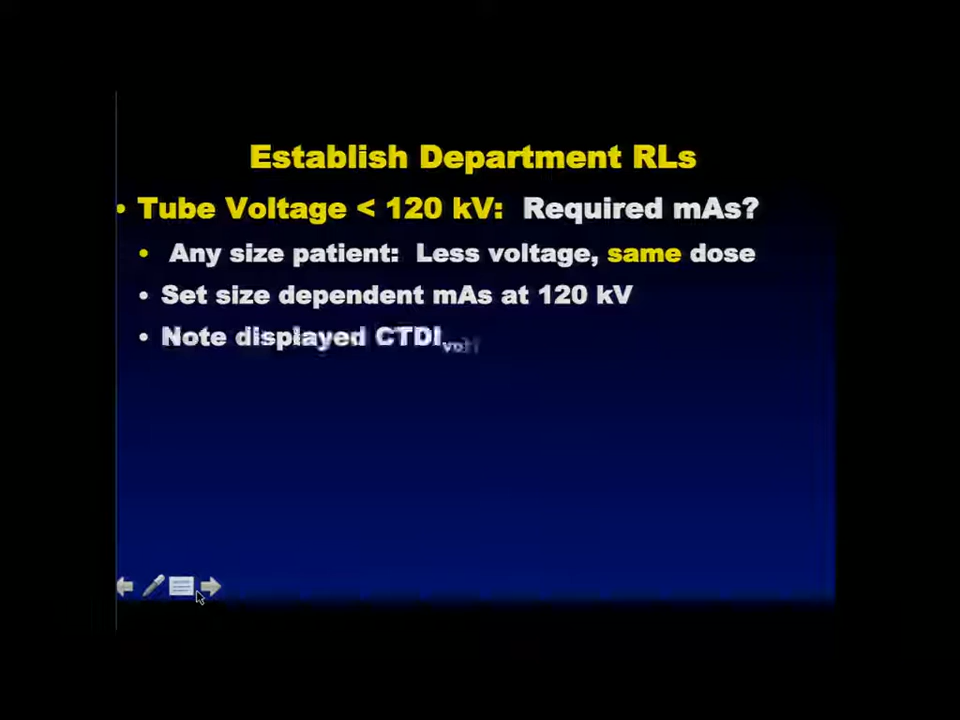 Establish Department RLs
• Tube Voltage < 120 kV: Required mAs?
• Any size patient: Less voltage, same dose
• Set size dependent mAs at 120 kV
• Note displayed CTDIvol